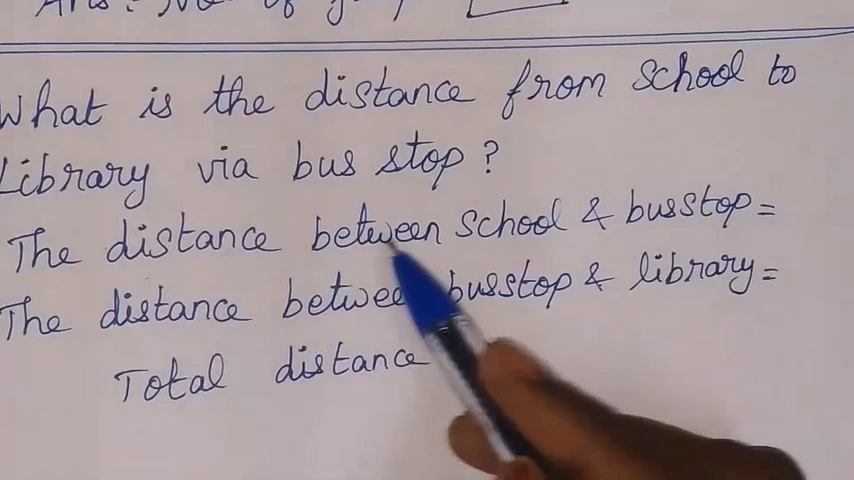 What is the distance from school to
Library via bus stop?
The distance between school & busstop=
The distance between busstop & library=
Total distance